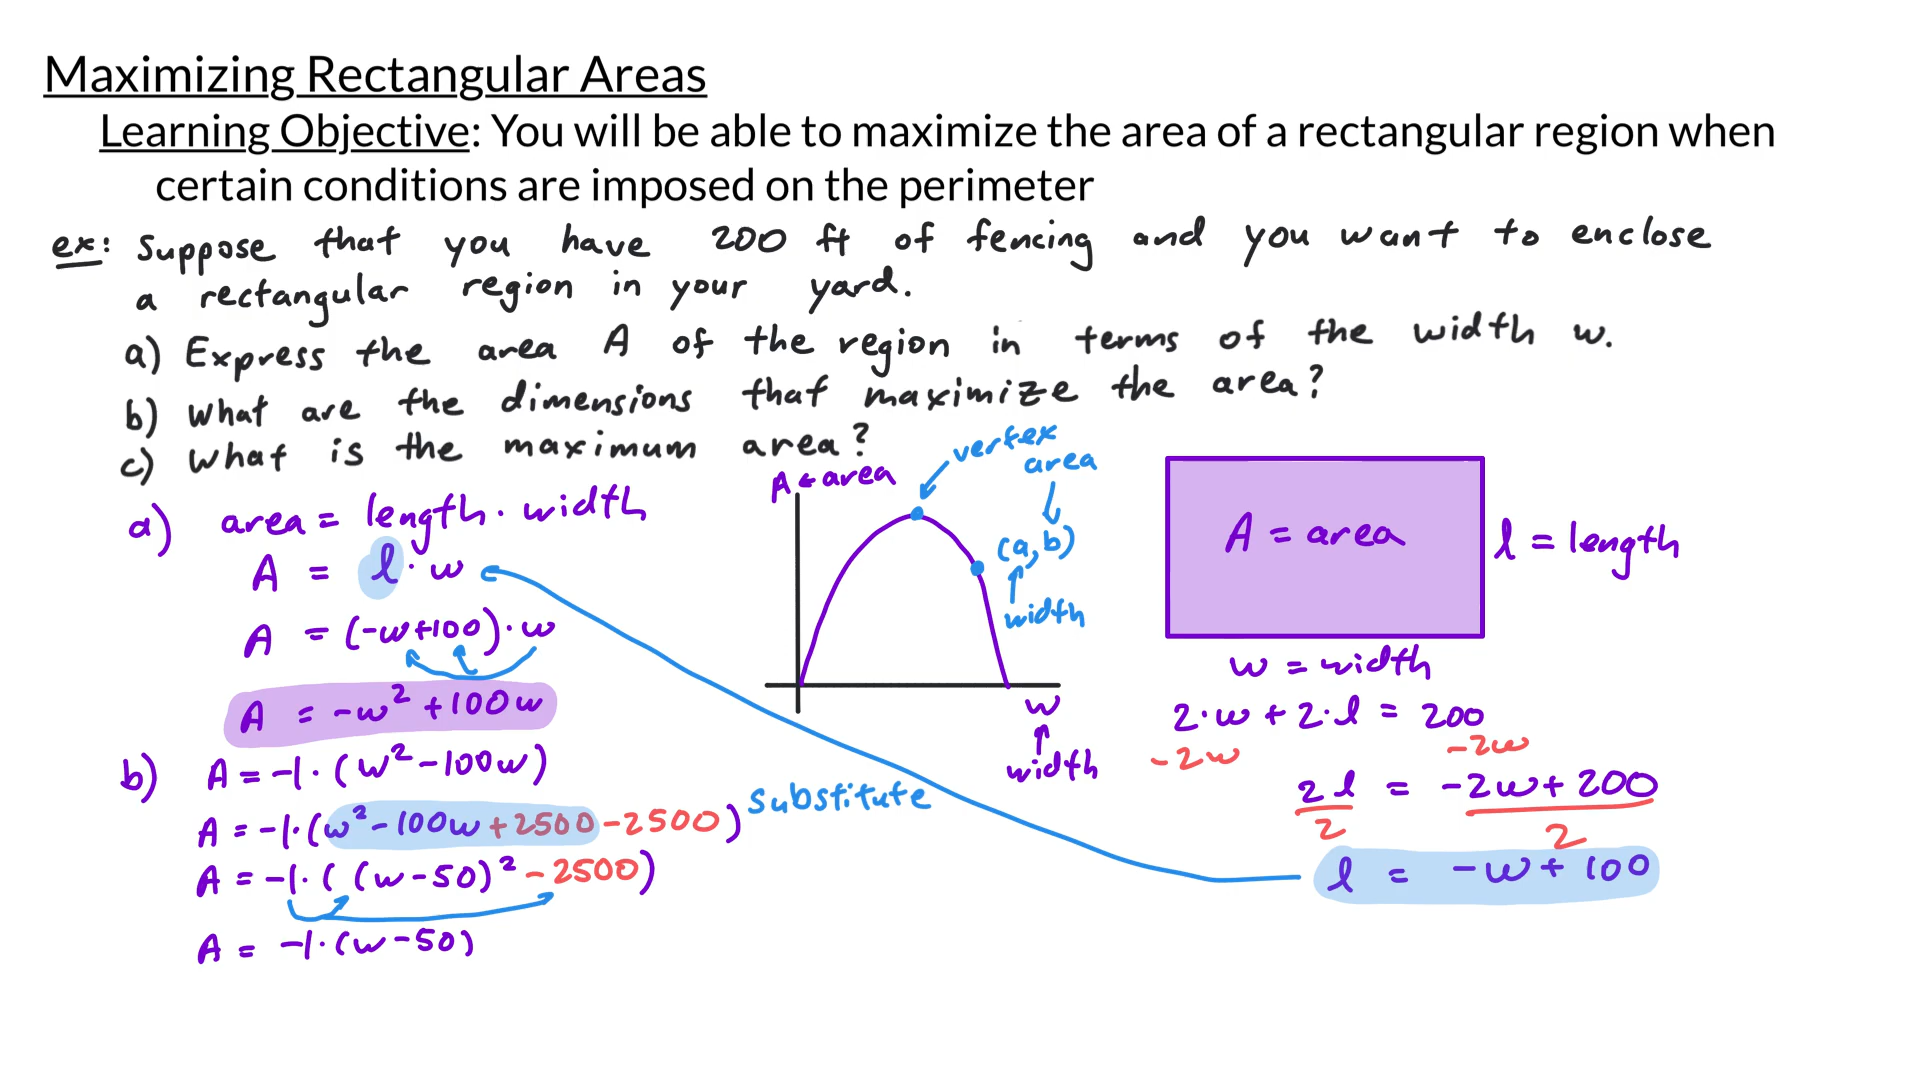 Maximizing Rectangular Areas
Learning Objective: You will be able to maximize the area of a rectangular region when
certain conditions are imposed on the perimeter
ex: Suppose that you have 200 ft of fencing and you want to enclose
a rectangular region in your yard.
a) Express the area A of the region in terms of the width w.
b) What are the dimensions that maximize the area?
c) What is the maximum area?
a) area = length · width
A = l · w
A = (-w+100) · w
A = -w² + 100w
b) A = -1 · (w² - 100w)
A = -1 · (w² - 100w + 2500 - 2500)
A = -1 · ((w - 50)² - 2500)
A = -1 · (w - 50)
substitute
A ← area
vertex
area
(a, b)
width
w
width
A = area
l = length
w = width
2 · w + 2 · l = 200
-2w -2w
2l = -2w + 200
2 2
l = -w + 100